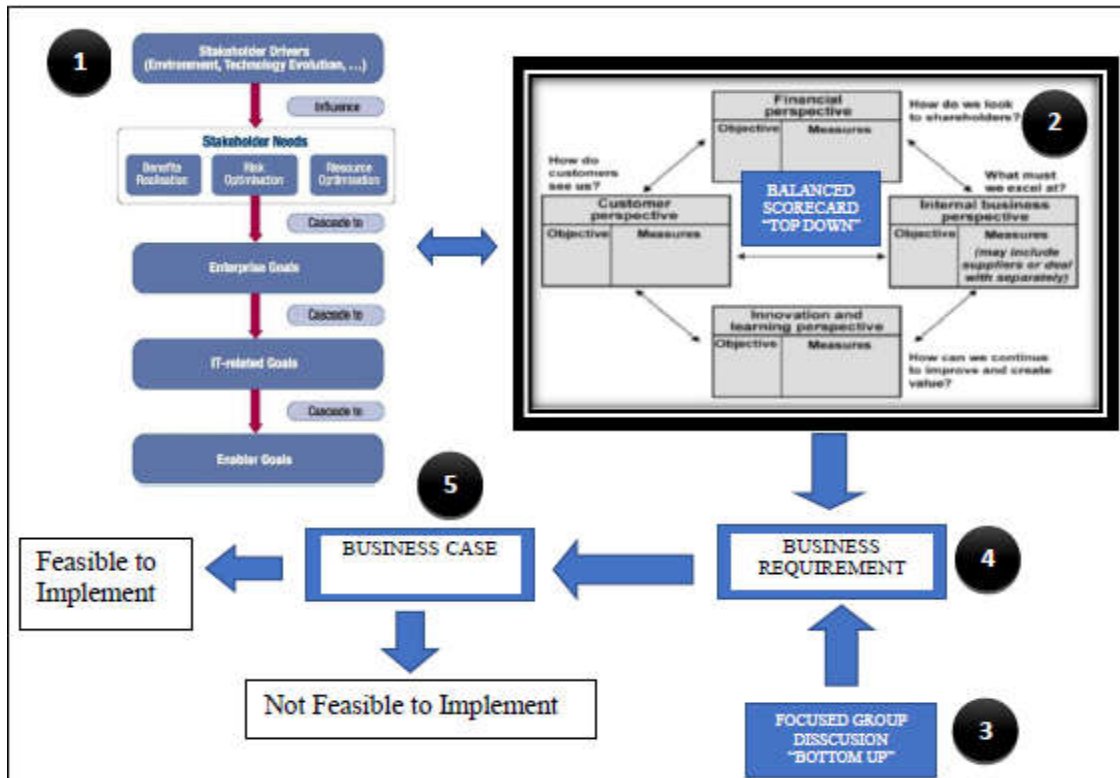 1
Stakeholder Drivers
(Environment, Technology Evolution, ...)
Influence
Stakeholder Needs
Benefits
Realisation
Risk
Optimisation
Resource
Optimisation
Cascade to
Enterprise Goals
Cascade to
IT-related Goals
Cascade to
Enabler Goals
2
Financial
perspective
Objective Measures
How do we look
to shareholders?
How do
customers
see us?
What must
we excel at?
BALANCED
SCORECARD
“TOP DOWN”
Customer
perspective
Objective Measures
Internal business
perspective
Objective Measures
(may include
suppliers or deal
with separately)
Innovation and
learning perspective
Objective Measures
How can we continue
to improve and create
value?
5
BUSINESS CASE
BUSINESS
REQUIREMENT
4
Feasible to
Implement
Not Feasible to Implement
FOCUSED GROUP
DISSCUSION
“BOTTOM UP”
3